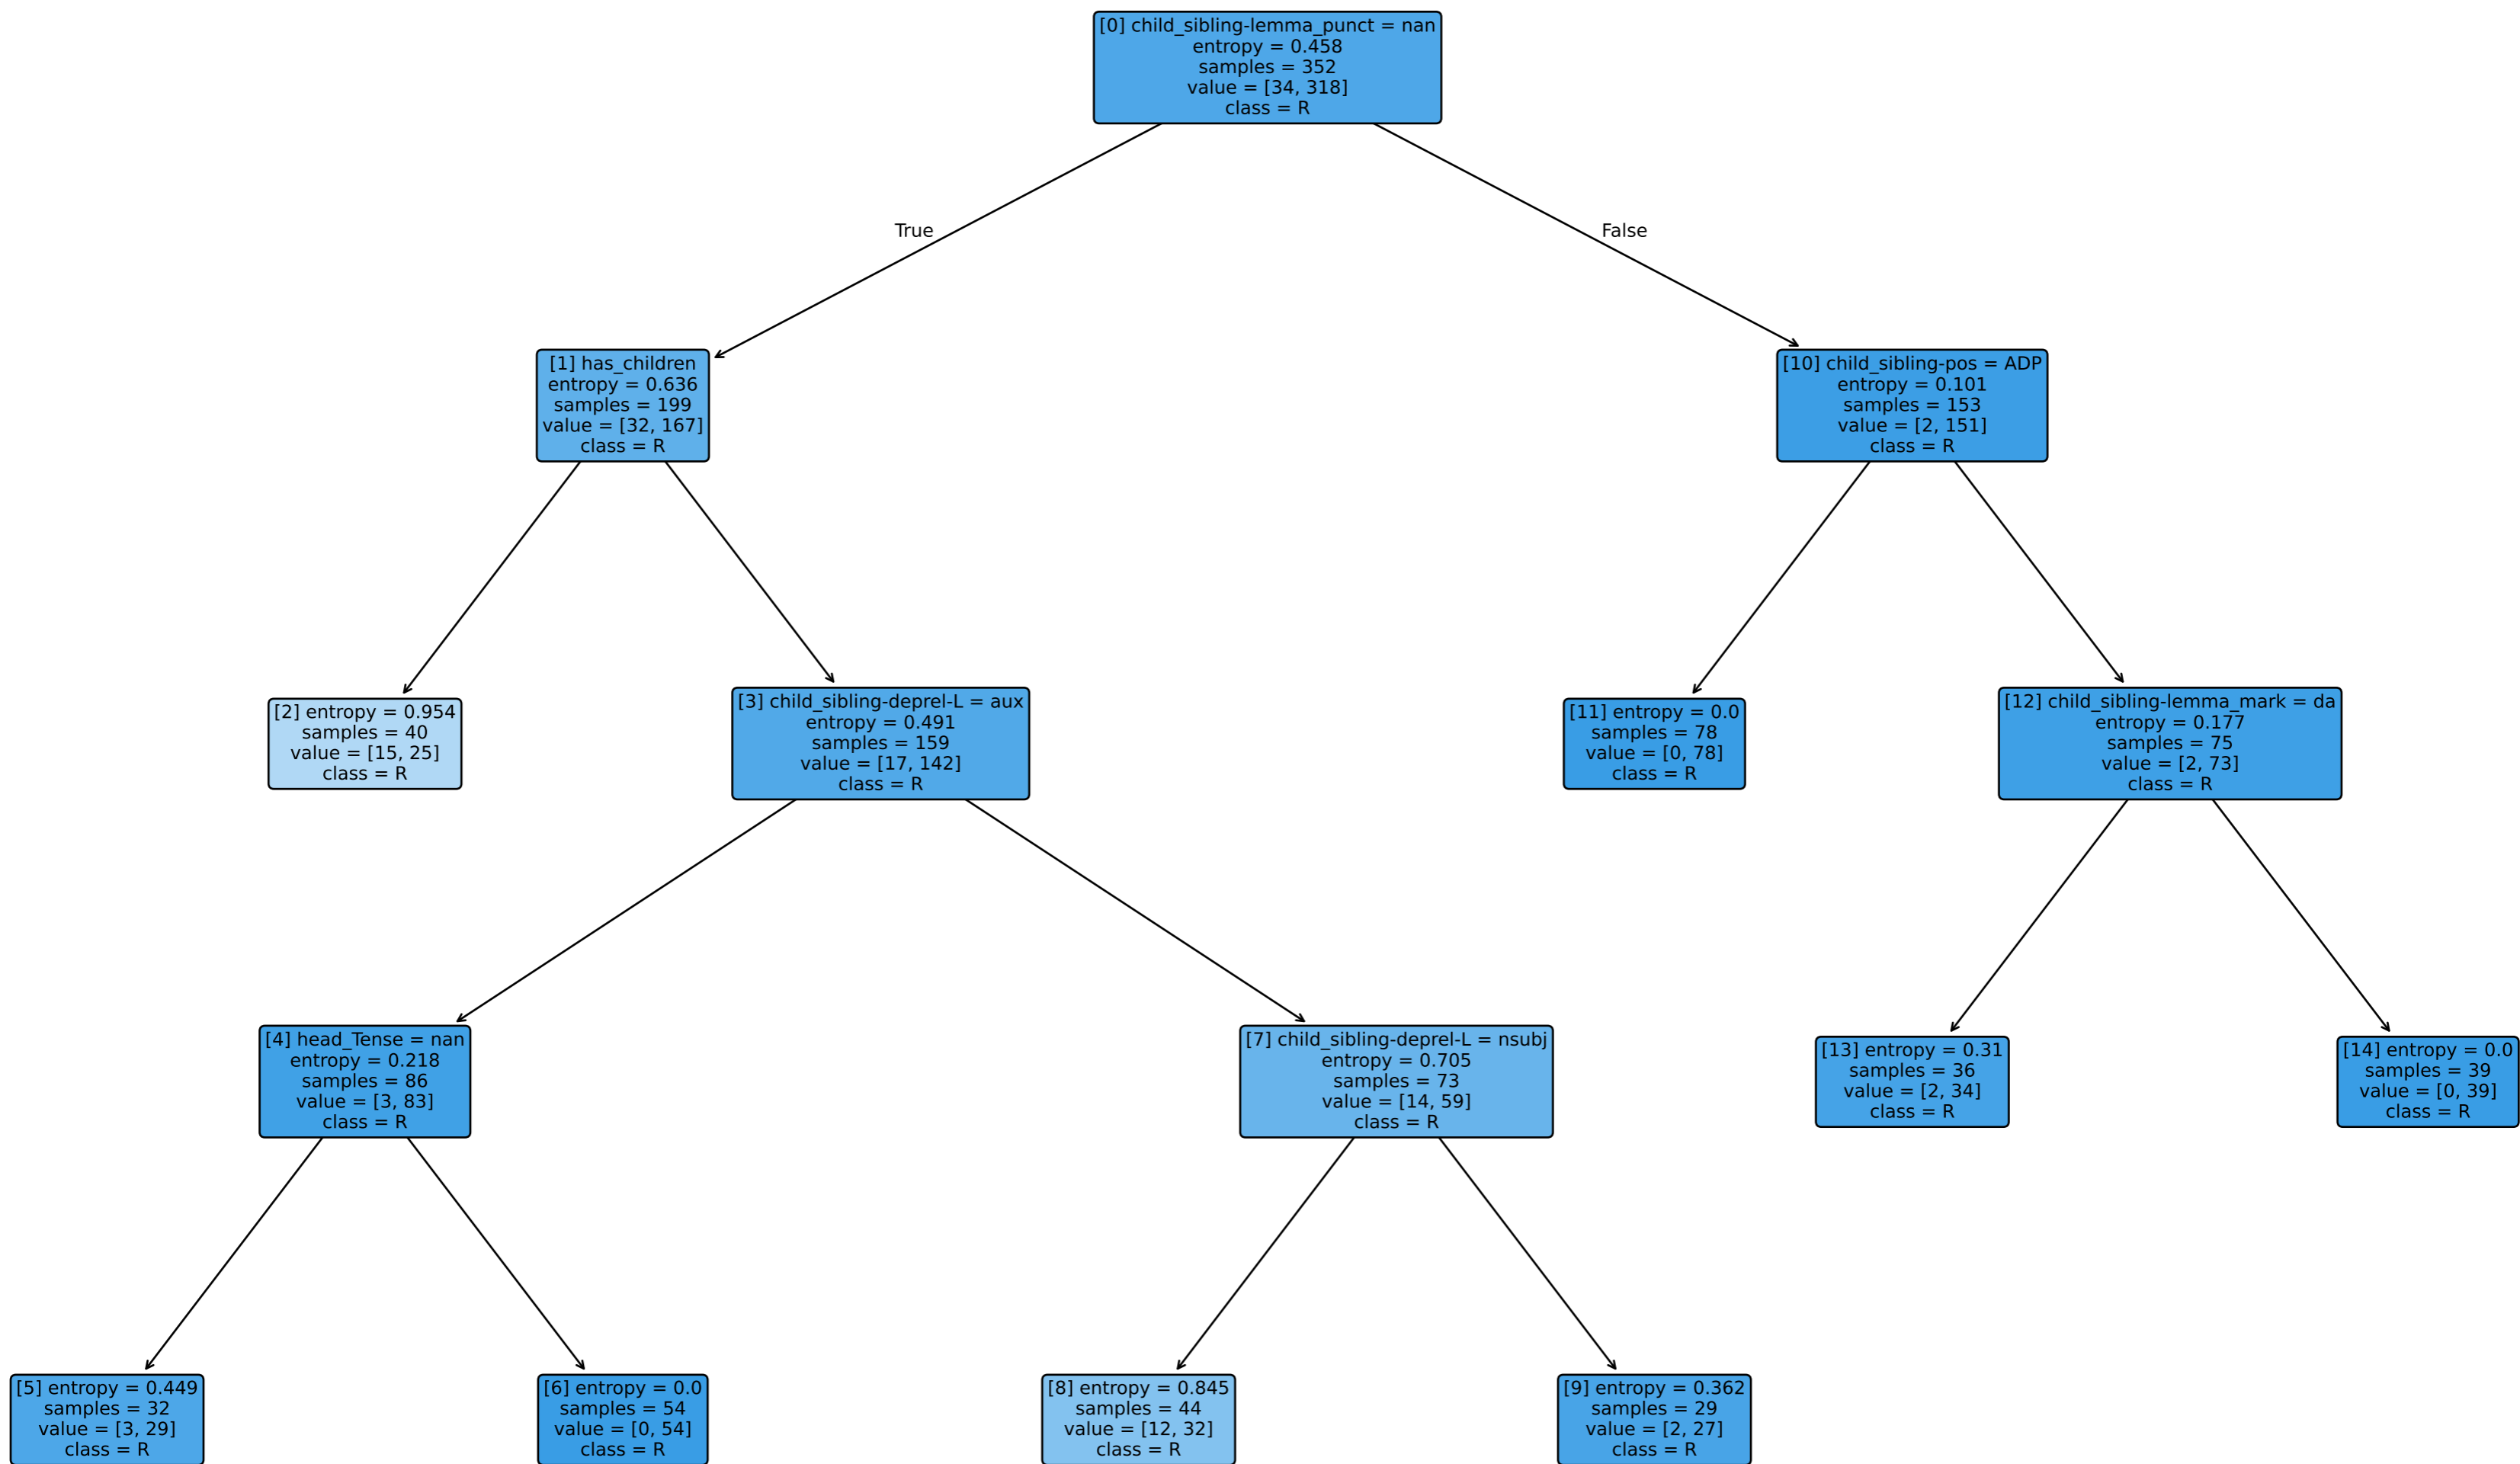 [0] child_sibling-lemma_punct = nan
entropy = 0.458
samples = 352
value = [34, 318]
class = R
True
False
[1] has_children
entropy = 0.636
samples = 199
value = [32, 167]
class = R
[10] child_sibling-pos = ADP
entropy = 0.101
samples = 153
value = [2, 151]
class = R
[2] entropy = 0.954
samples = 40
value = [15, 25]
class = R
[3] child_sibling-deprel-L = aux
entropy = 0.491
samples = 159
value = [17, 142]
class = R
[11] entropy = 0.0
samples = 78
value = [0, 78]
class = R
[12] child_sibling-lemma_mark = da
entropy = 0.177
samples = 75
value = [2, 73]
class = R
[4] head_Tense = nan
entropy = 0.218
samples = 86
value = [3, 83]
class = R
[7] child_sibling-deprel-L = nsubj
entropy = 0.705
samples = 73
value = [14, 59]
class = R
[13] entropy = 0.31
samples = 36
value = [2, 34]
class = R
[14] entropy = 0.0
samples = 39
value = [0, 39]
class = R
[5] entropy = 0.449
samples = 32
value = [3, 29]
class = R
[6] entropy = 0.0
samples = 54
value = [0, 54]
class = R
[8] entropy = 0.845
samples = 44
value = [12, 32]
class = R
[9] entropy = 0.362
samples = 29
value = [2, 27]
class = R